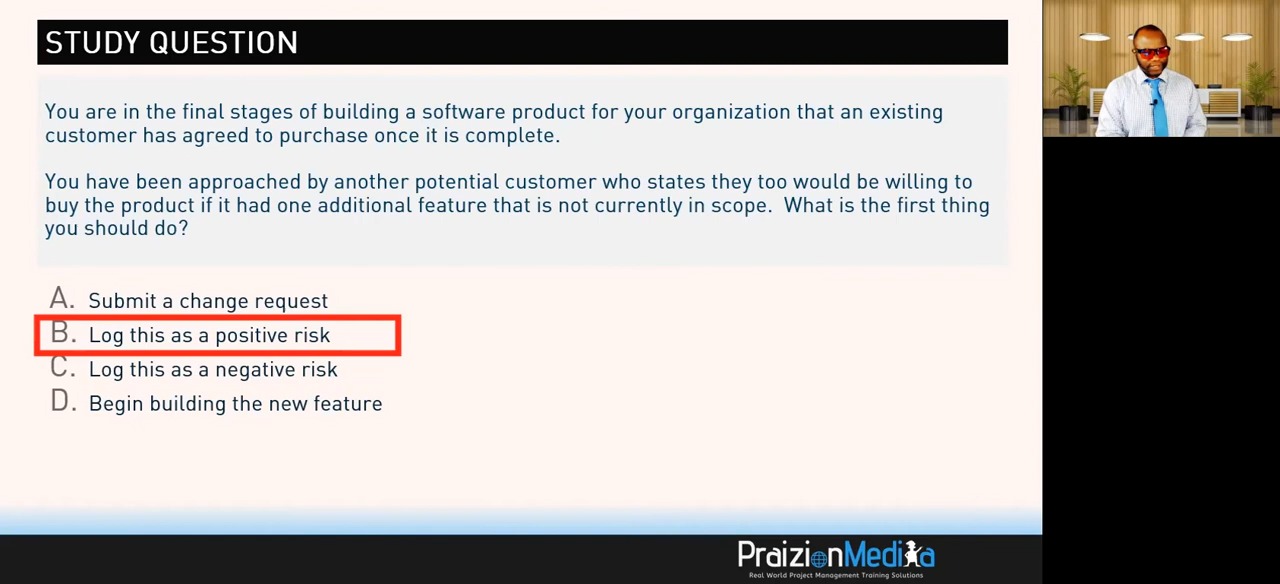 STUDY QUESTION
You are in the final stages of building a software product for your organization that an existing
customer has agreed to purchase once it is complete.
You have been approached by another potential customer who states they too would be willing to
buy the product if it had one additional feature that is not currently in scope. What is the first thing
you should do?
A. Submit a change request
B. Log this as a positive risk
C. Log this as a negative risk
D. Begin building the new feature
PraizionMedia
Real World Project Management Training Solutions